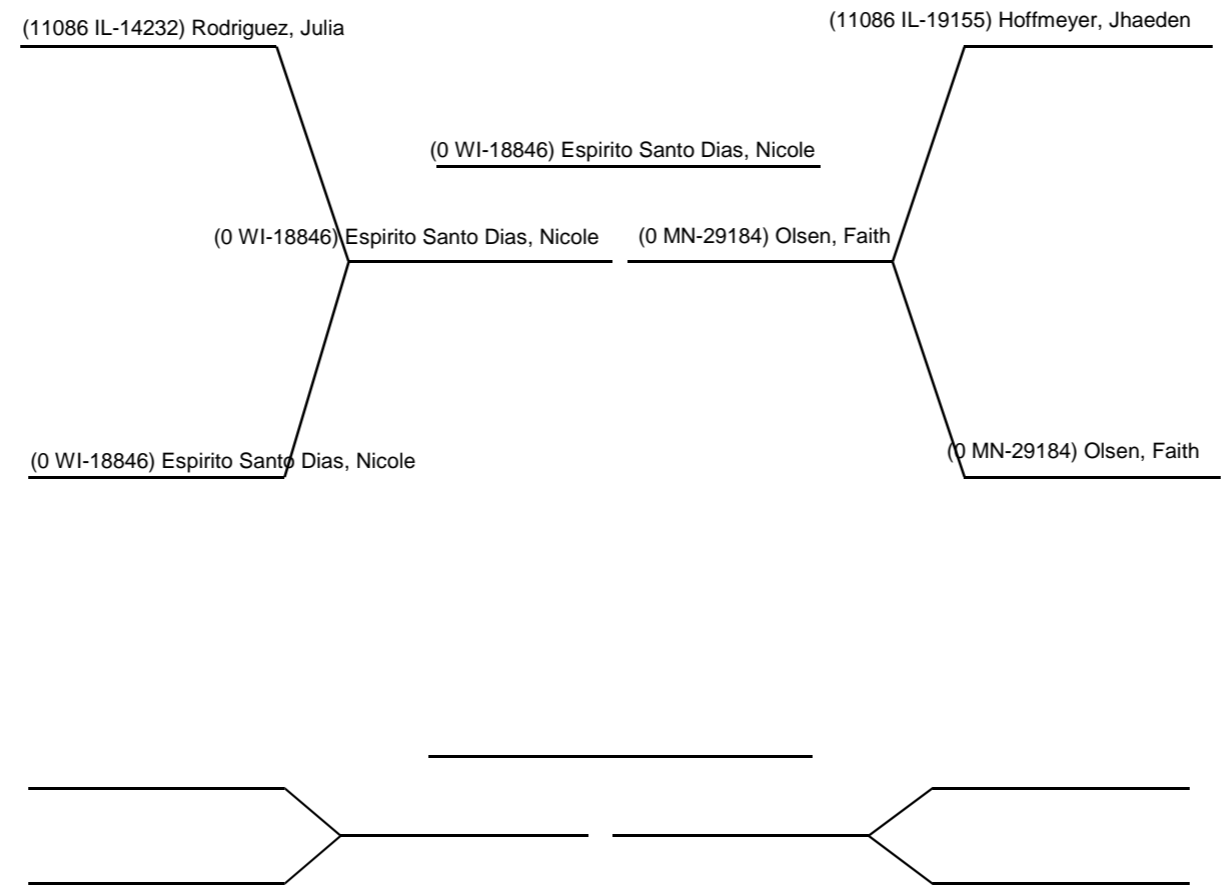 (11086 IL-14232) Rodriguez, Julia
(11086 IL-19155) Hoffmeyer, Jhaeden
(0 WI-18846) Espirito Santo Dias, Nicole
(0 WI-18846) Espirito Santo Dias, Nicole
(0 MN-29184) Olsen, Faith
(0 WI-18846) Espirito Santo Dias, Nicole
(0 MN-29184) Olsen, Faith